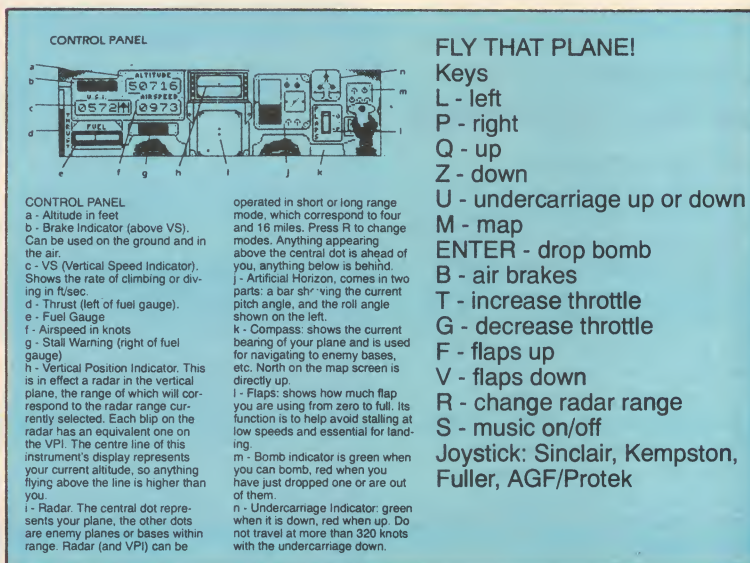 CONTROL PANEL
a
b
c
d
e
f
g
h
i
j
k
l
m
n
ALTITUDE
50716
V.S.I.
AIRSPEED
0572
0973
THRUST
FUEL
FLAPS
CONTROL PANEL
a - Altitude in feet
b - Brake Indicator (above VS).
Can be used on the ground and in
the air.
c - VS (Vertical Speed Indicator).
Shows the rate of climbing or div-
ing in ft/sec.
d - Thrust (left of fuel gauge).
e - Fuel Gauge
f - Airspeed in knots
g - Stall Warning (right of fuel
gauge)
h - Vertical Position Indicator. This
is in effect a radar in the vertical
plane, the range of which will cor-
respond to the radar range cur-
rently selected. Each blip on the
radar has an equivalent one on
the VPI. The centre line of this
instrument's display represents
your current altitude, so anything
flying above the line is higher than
you.
i - Radar. The central dot repre-
sents your plane, the other dots
are enemy planes or bases within
range. Radar (and VPI) can be
operated in short or long range
mode, which correspond to four
and 16 miles. Press R to change
modes. Anything appearing
above the central dot is ahead of
you, anything below is behind.
j - Artificial Horizon, comes in two
parts: a bar showing the current
pitch angle, and the roll angle
shown on the left.
k - Compass: shows the current
bearing of your plane and is used
for navigating to enemy bases,
etc. North on the map screen is
directly up.
l - Flaps: shows how much flap
you are using from zero to full. Its
function is to help avoid stalling at
low speeds and essential for land-
ing.
m - Bomb indicator is green when
you can bomb, red when you
have just dropped one or are out
of them.
n - Undercarriage Indicator: green
when it is down, red when up. Do
not travel at more than 320 knots
with the undercarriage down.
FLY THAT PLANE!
Keys
L - left
P - right
Q - up
Z - down
U - undercarriage up or down
M - map
ENTER - drop bomb
B - air brakes
T - increase throttle
G - decrease throttle
F - flaps up
V - flaps down
R - change radar range
S - music on/off
Joystick: Sinclair, Kempston,
Fuller, AGF/Protek